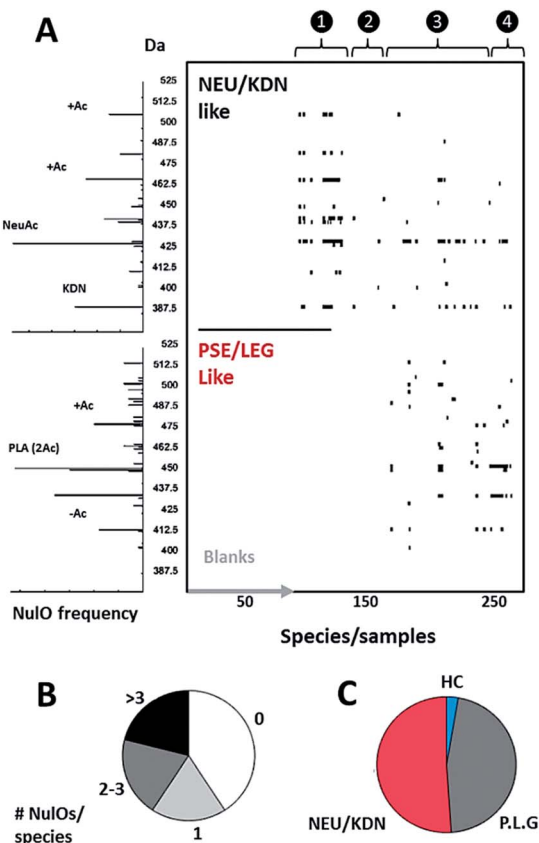 A
Da
1 2 3 4
NEU/KDN
like
525
512.5
500
487.5
475
462.5
450
437.5
425
412.5
400
387.5
+Ac
+Ac
NeuAc
KDN
PSE/LEG
Like
525
512.5
500
487.5
475
462.5
450
437.5
425
412.5
400
387.5
+Ac
PLA (2Ac)
-Ac
Blanks
NulO frequency
50 150 250
Species/samples
B
>3
0
2-3
1
# NulOs/
species
C
HC
NEU/KDN
P.L.G